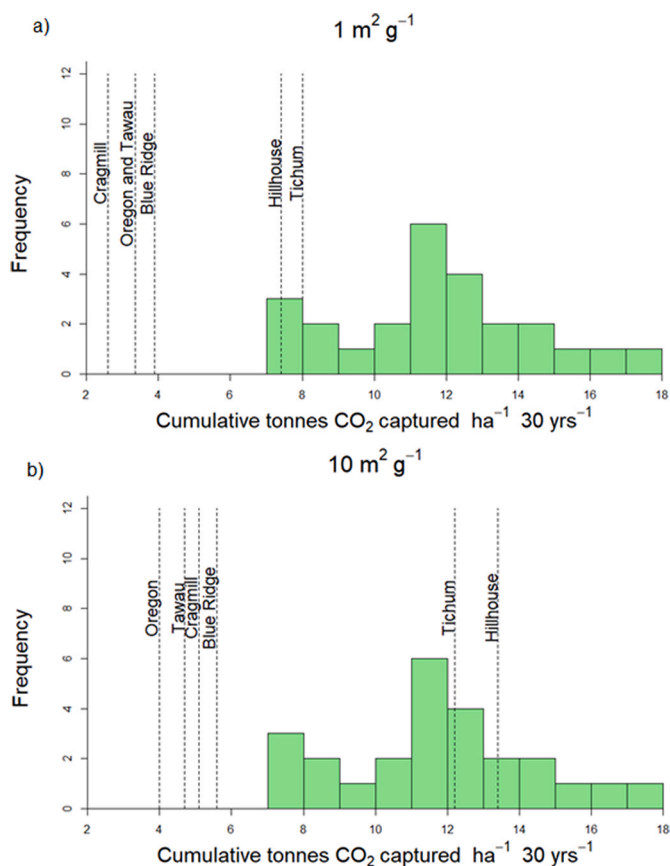 a)
1 m² g⁻¹
12
10
8
6
4
2
0
Frequency
Cragmill
Oregon and Tawau
Blue Ridge
Hillhouse
Tichum
2 4 6 8 10 12 14 16 18
Cumulative tonnes CO₂ captured ha⁻¹ 30 yrs⁻¹
b)
10 m² g⁻¹
12
10
8
6
4
2
0
Frequency
Oregon
Tawau
Cragmill
Blue Ridge
Tichum
Hillhouse
2 4 6 8 10 12 14 16 18
Cumulative tonnes CO₂ captured ha⁻¹ 30 yrs⁻¹